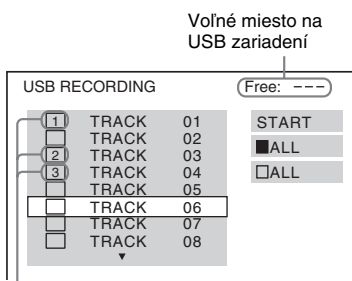 Voľné miesto na
USB zariadení
USB RECORDING Free: – – –
1 TRACK 01
TRACK 02
2 TRACK 03
3 TRACK 04
TRACK 05
TRACK 06
TRACK 07
TRACK 08
START
■ALL
□ALL